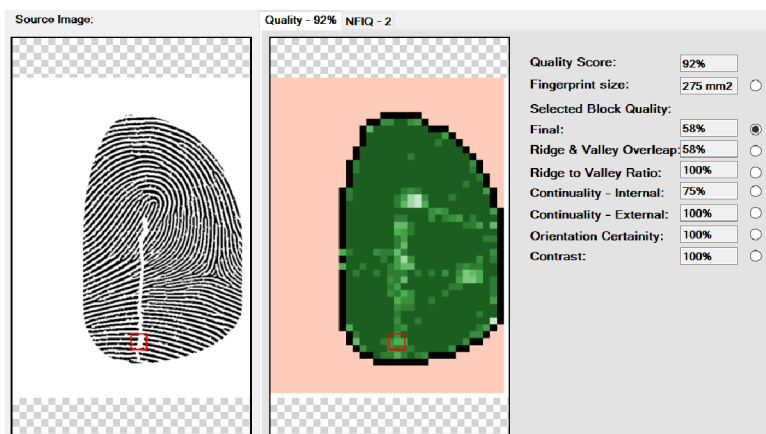 Source Image:
Quality - 92% NFIQ - 2
Quality Score: 92%
Fingerprint size: 275 mm2
Selected Block Quality:
Final: 58%
Ridge & Valley Overleap: 58%
Ridge to Valley Ratio: 100%
Continuality - Internal: 75%
Continuality - External: 100%
Orientation Certainity: 100%
Contrast: 100%